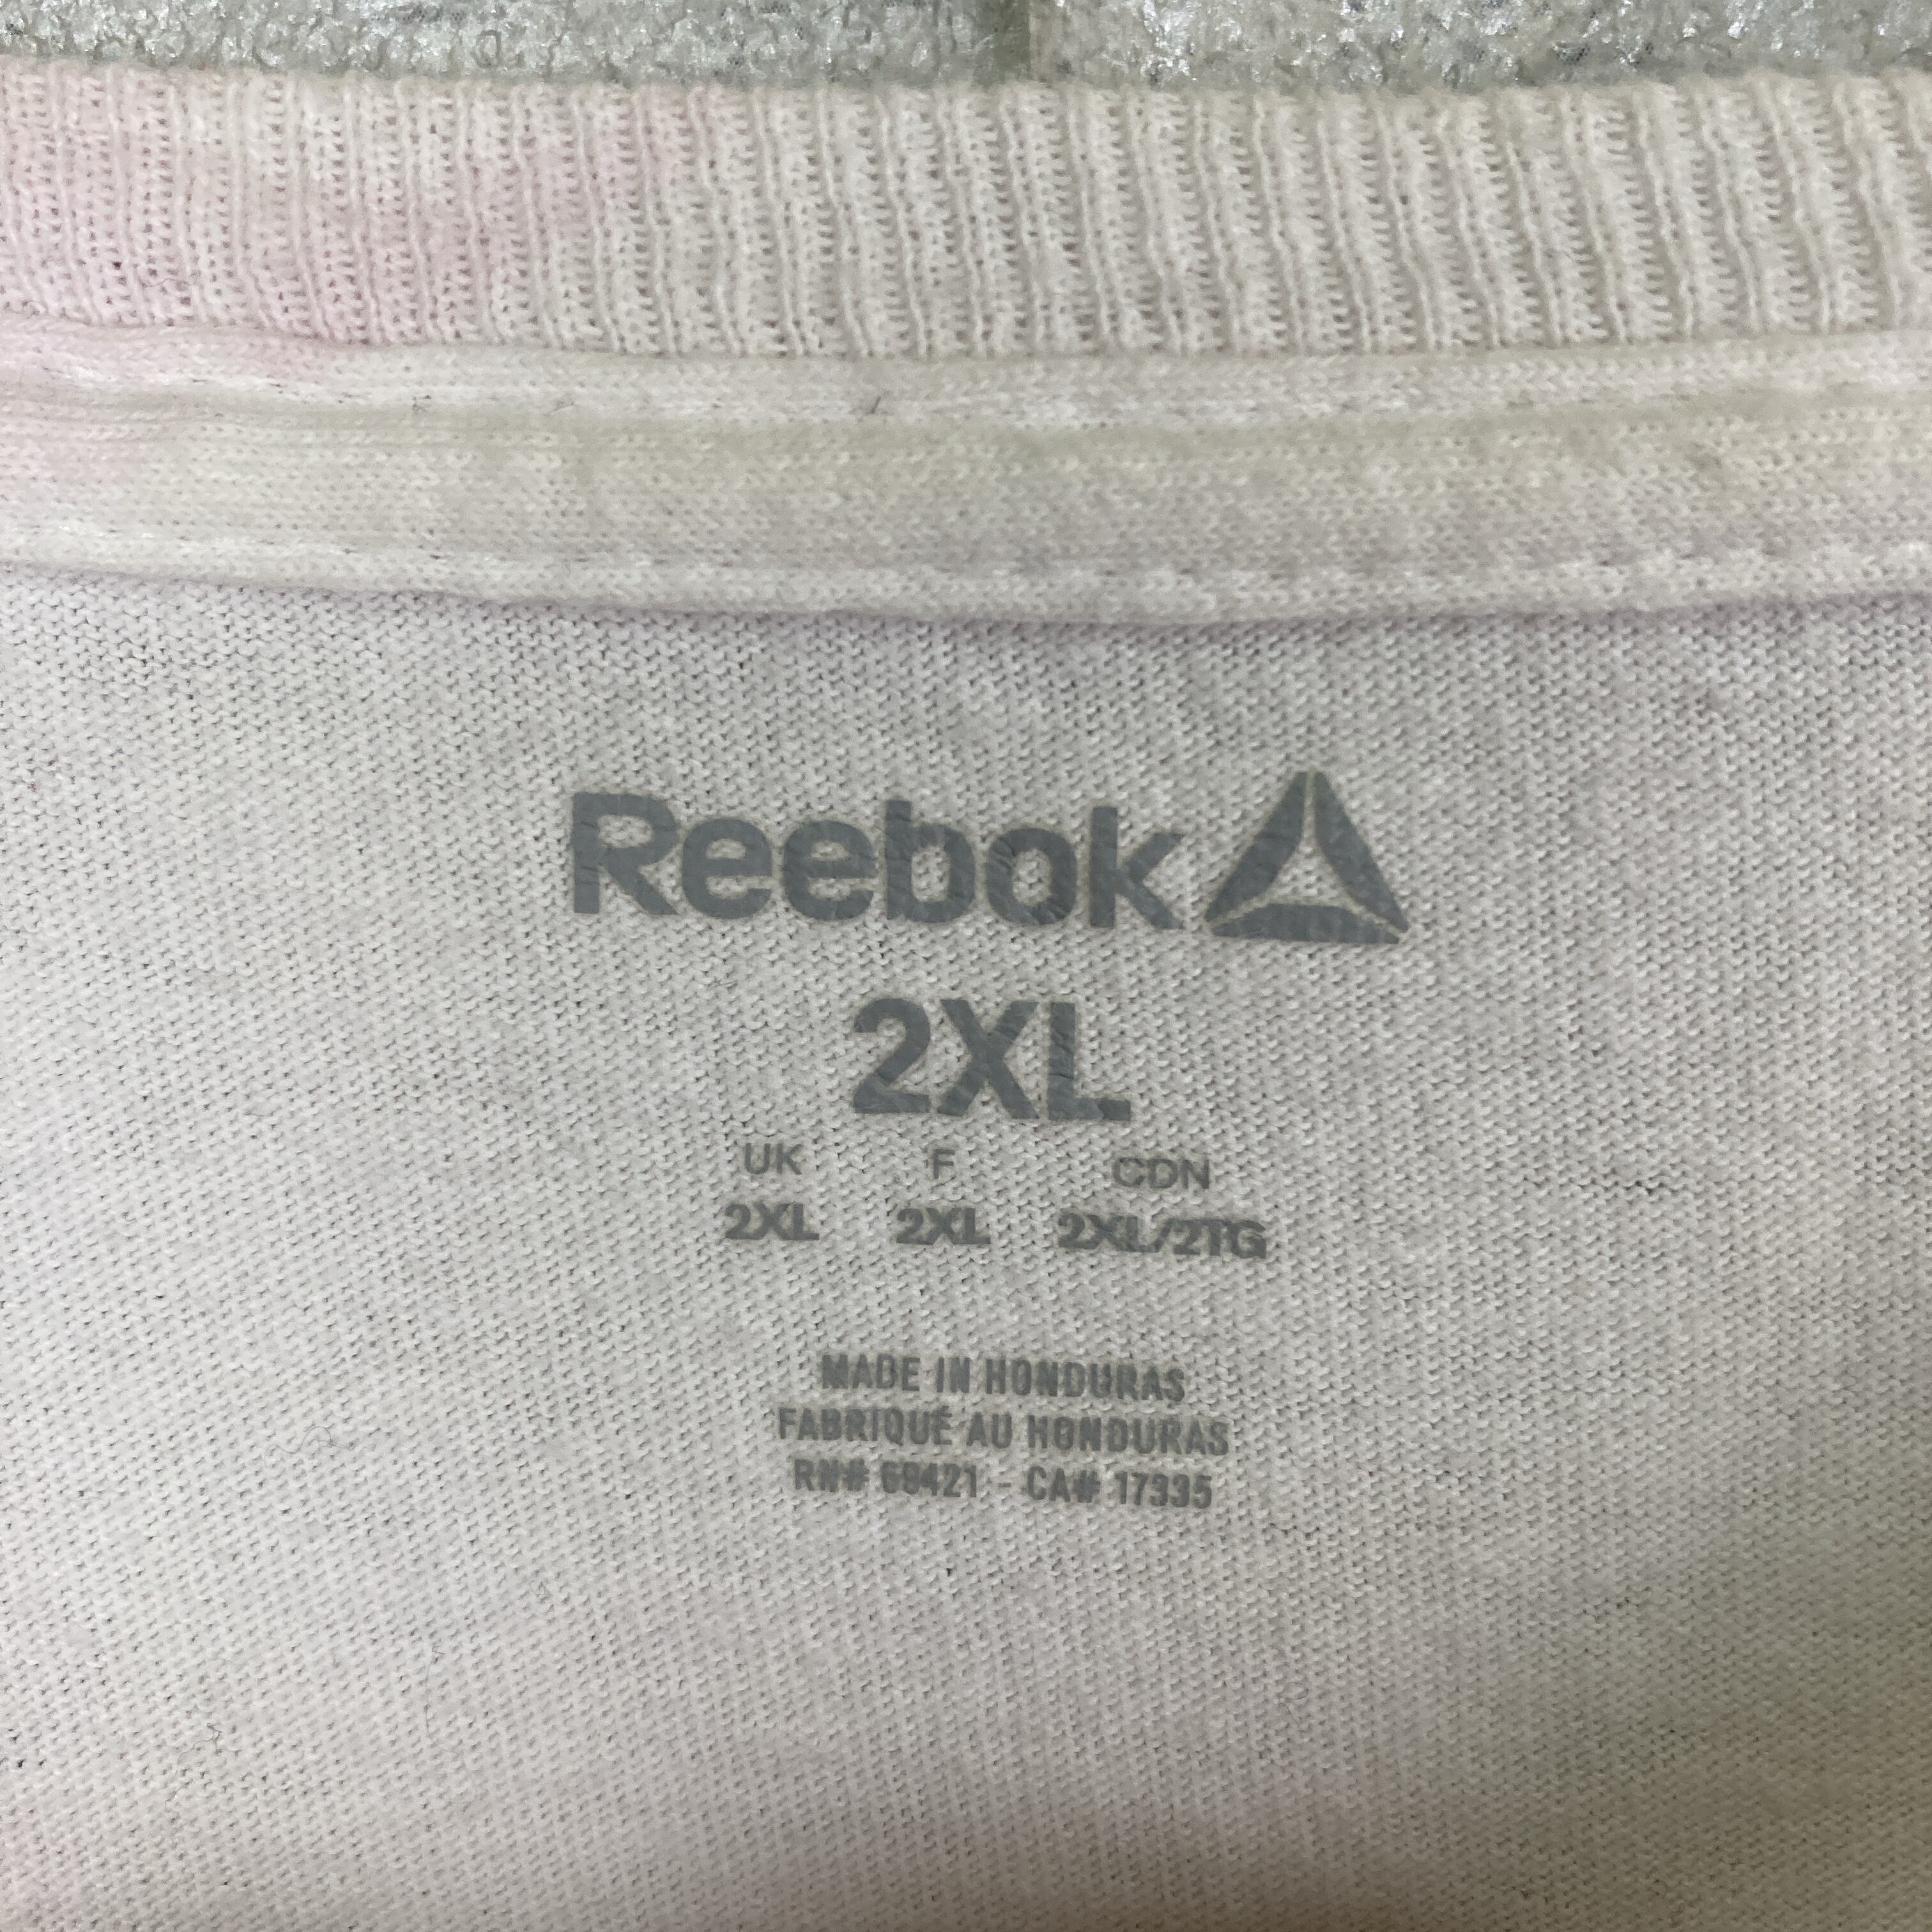 Reebok
2XL
UK F CDN
2XL 2XL 2XL/2TG
MADE IN HONDURAS
FABRIQUÉ AU HONDURAS
RN# 68421 - CA# 17335